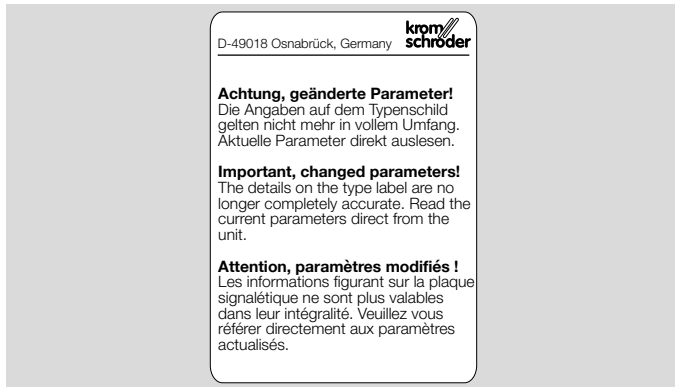 D-49018 Osnabrück, Germany krom schröder
Achtung, geänderte Parameter!
Die Angaben auf dem Typenschild
gelten nicht mehr in vollem Umfang.
Aktuelle Parameter direkt auslesen.
Important, changed parameters!
The details on the type label are no
longer completely accurate. Read the
current parameters direct from the
unit.
Attention, paramètres modifiés !
Les informations figurant sur la plaque
signalétique ne sont plus valables
dans leur intégralité. Veuillez vous
référer directement aux paramètres
actualisés.